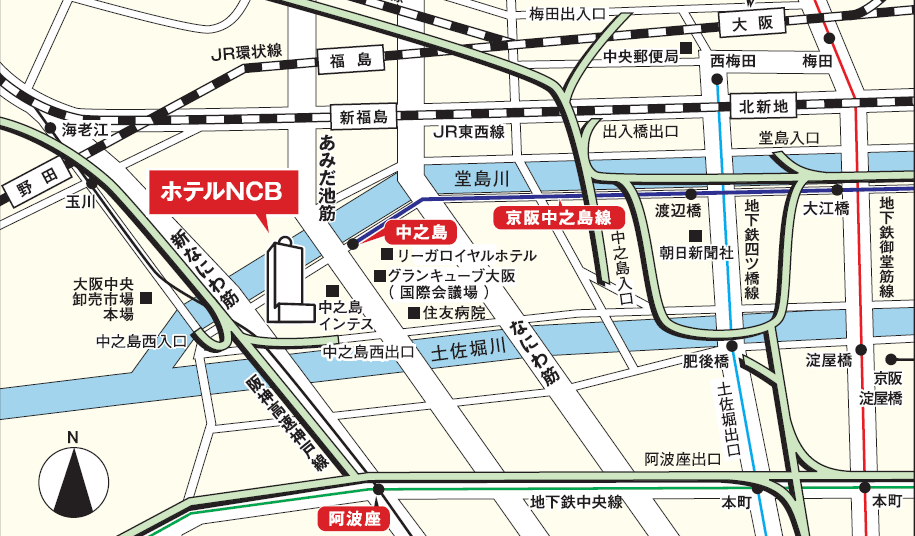 梅田出入口
大阪
JR環状線
福島
中央郵便局
西梅田
梅田
新福島
北新地
海老江
JR東西線
出入橋出口
堂島入口
あみだ池筋
野田
玉川
ホテルNCB
堂島川
中之島
京阪中之島線
渡辺橋
大江橋
新なにわ筋
リーガロイヤルホテル
グランキューブ大阪
(国際会議場)
住友病院
中之島入口
朝日新聞社
地下鉄四ツ橋線
地下鉄御堂筋線
大阪中央
卸売市場
本場
中之島
インテス
中之島西入口
中之島西出口
土佐堀川
なにわ筋
肥後橋
淀屋橋
京阪
淀屋橋
阪神高速神戸線
土佐堀出口
N
阿波座出口
地下鉄中央線
本町
本町
阿波座